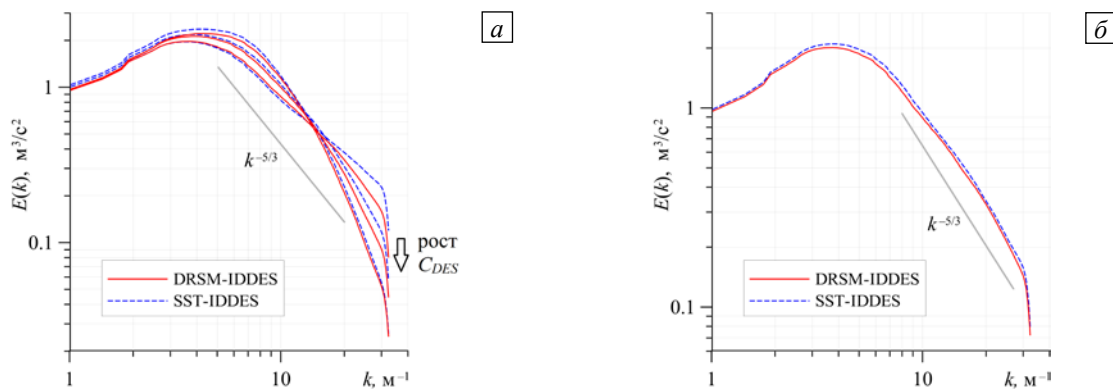 а
E(k), м³/с²
1
0.1
k⁻⁵/³
рост
C_DES
DRSM-IDDES
SST-IDDES
1
10
k, м⁻¹
б
E(k), м³/с²
1
0.1
k⁻⁵/³
DRSM-IDDES
SST-IDDES
1
10
k, м⁻¹